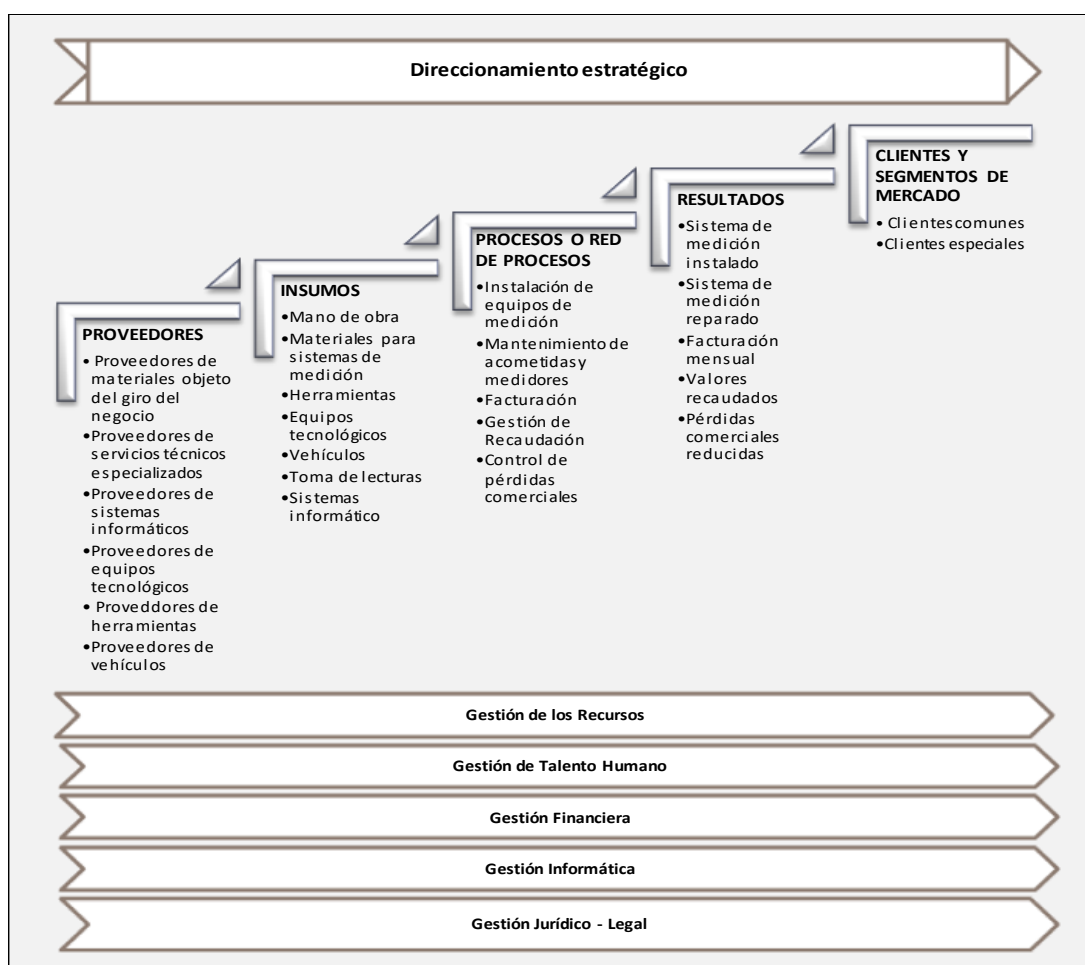 Direccionamiento estratégico
PROVEEDORES
• Proveedores de
materiales objeto
del giro del
negocio
•Proveedores de
servicios técnicos
especializados
•Proveedores de
sistemas
informáticos
•Proveedores de
equipos
tecnológicos
• Proveddores de
herramientas
•Proveedores de
vehículos
INSUMOS
•Mano de obra
•Materiales para
sistemas de
medición
•Herramientas
•Equipos
tecnológicos
•Vehículos
•Toma de lecturas
•Sistemas
informático
PROCESOS O RED
DE PROCESOS
•Instalación de
equipos de
medición
•Mantenimiento de
acometidas y
medidores
•Facturación
•Gestión de
Recaudación
•Control de
pérdidas
comerciales
RESULTADOS
•Sistema de
medición
instalado
•Sistema de
medición
reparado
•Facturación
mensual
•Valores
recaudados
•Pérdidas
comerciales
reducidas
CLIENTES Y
SEGMENTOS DE
MERCADO
• Clientes comunes
•Clientes especiales
Gestión de los Recursos
Gestión de Talento Humano
Gestión Financiera
Gestión Informática
Gestión Jurídico - Legal